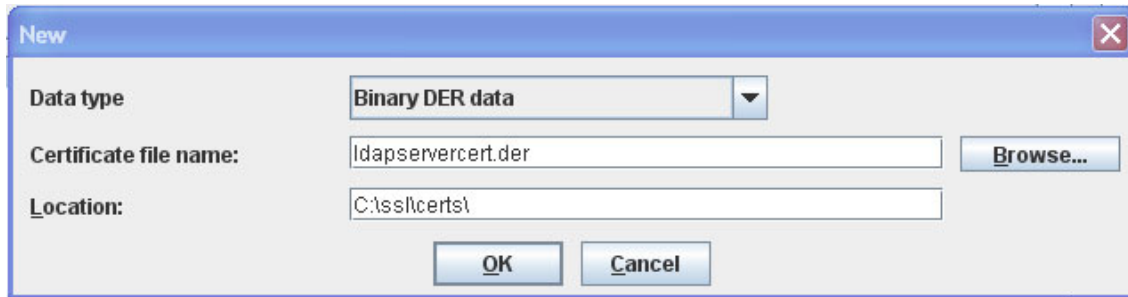 New
Data type Binary DER data
Certificate file name: ldapservercert.der Browse...
Location: C:\ssl\certs\
OK Cancel